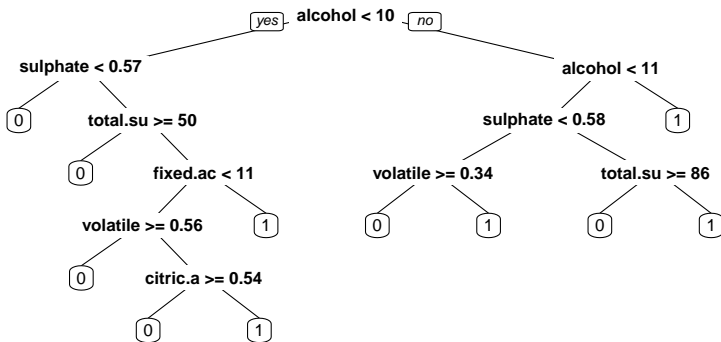 yes alcohol < 10 no
sulphate < 0.57 alcohol < 11
0 total.su >= 50 sulphate < 0.58 1
0 fixed.ac < 11 volatile >= 0.34 total.su >= 86
volatile >= 0.56 1 0 1 0 1
0 citric.a >= 0.54
0 1